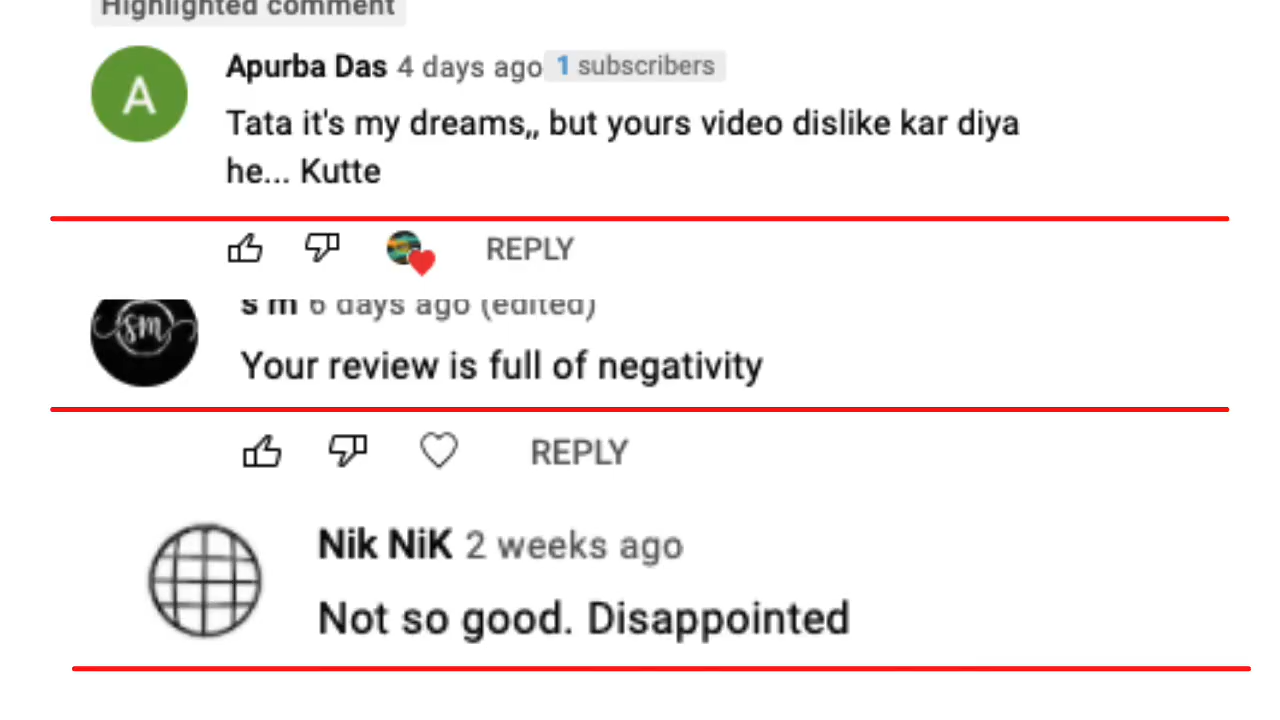 Highlighted comment
A
Apurba Das 4 days ago 1 subscribers
Tata it's my dreams,, but yours video dislike kar diya
he... Kutte
REPLY
sm
s m 6 days ago (edited)
Your review is full of negativity
REPLY
Nik NiK 2 weeks ago
Not so good. Disappointed